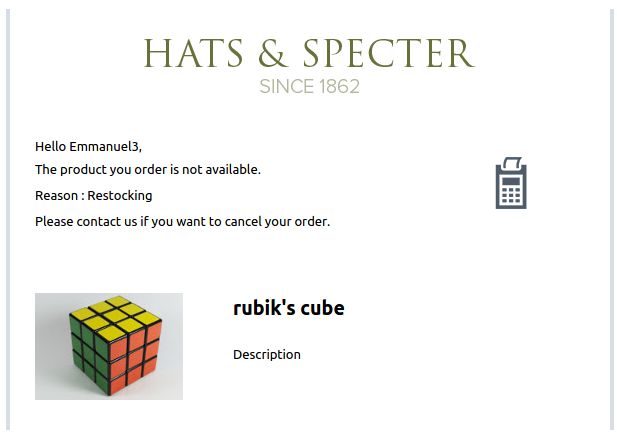 HATS & SPECTER
SINCE 1862
Hello Emmanuel3,
The product you order is not available.
Reason : Restocking
Please contact us if you want to cancel your order.
rubik's cube
Description